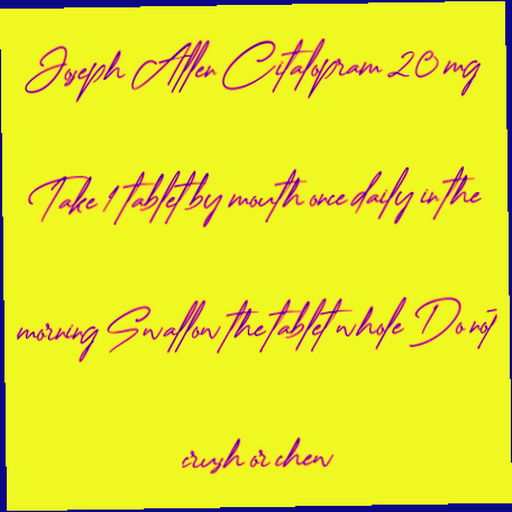 Joseph Allen Citalopram 20 mg
Take 1 tablet by mouth once daily in the
morning Swallow the tablet whole Do not
crush or chew